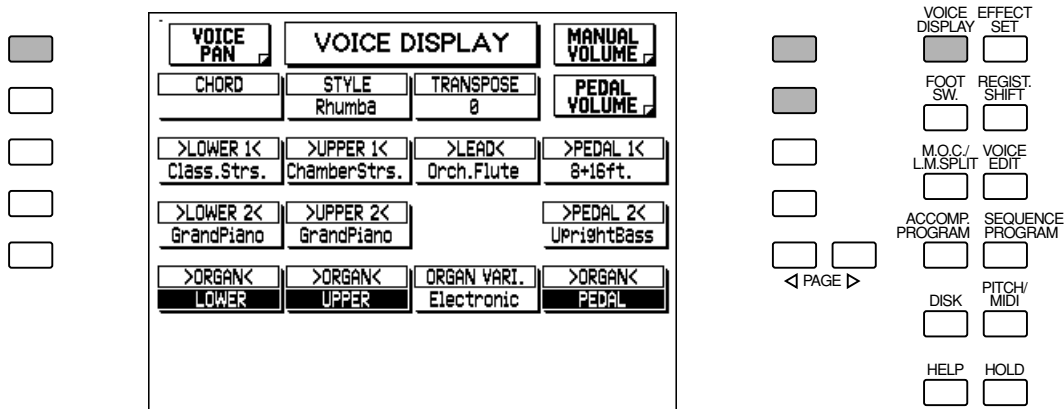 VOICE PAN
VOICE DISPLAY
MANUAL VOLUME
CHORD
STYLE
Rhumba
TRANSPOSE
0
PEDAL VOLUME
>LOWER 1<
Class.Strs.
>UPPER 1<
ChamberStrs.
>LEAD<
Orch.Flute
>PEDAL 1<
8+16ft.
>LOWER 2<
GrandPiano
>UPPER 2<
GrandPiano
>PEDAL 2<
UprightBass
>ORGAN<
LOWER
>ORGAN<
UPPER
ORGAN VARI.
Electronic
>ORGAN<
PEDAL
◁ PAGE ▷
VOICE DISPLAY
EFFECT SET
FOOT SW.
REGIST. SHIFT
M.O.C./ L.M.SPLIT
VOICE EDIT
ACCOMP. PROGRAM
SEQUENCE PROGRAM
DISK
PITCH/ MIDI
HELP
HOLD